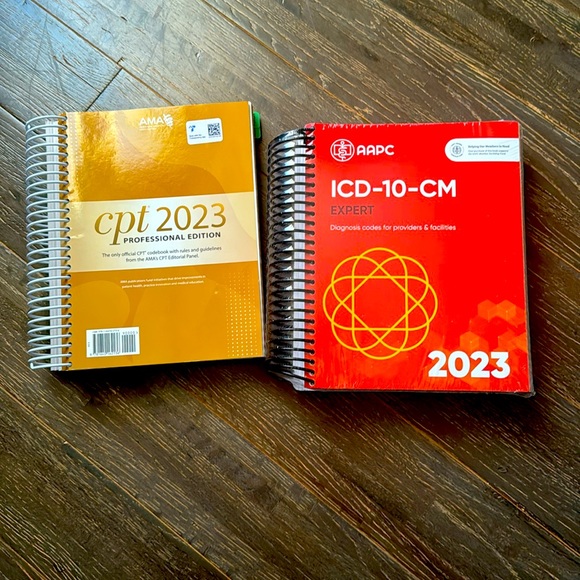 AMA
cpt® 2023
PROFESSIONAL EDITION
The only official CPT® codebook with rules and guidelines
from the AMA's CPT Editorial Panel.
AAPC
ICD-10-CM
EXPERT
Diagnosis codes for providers & facilities
2023